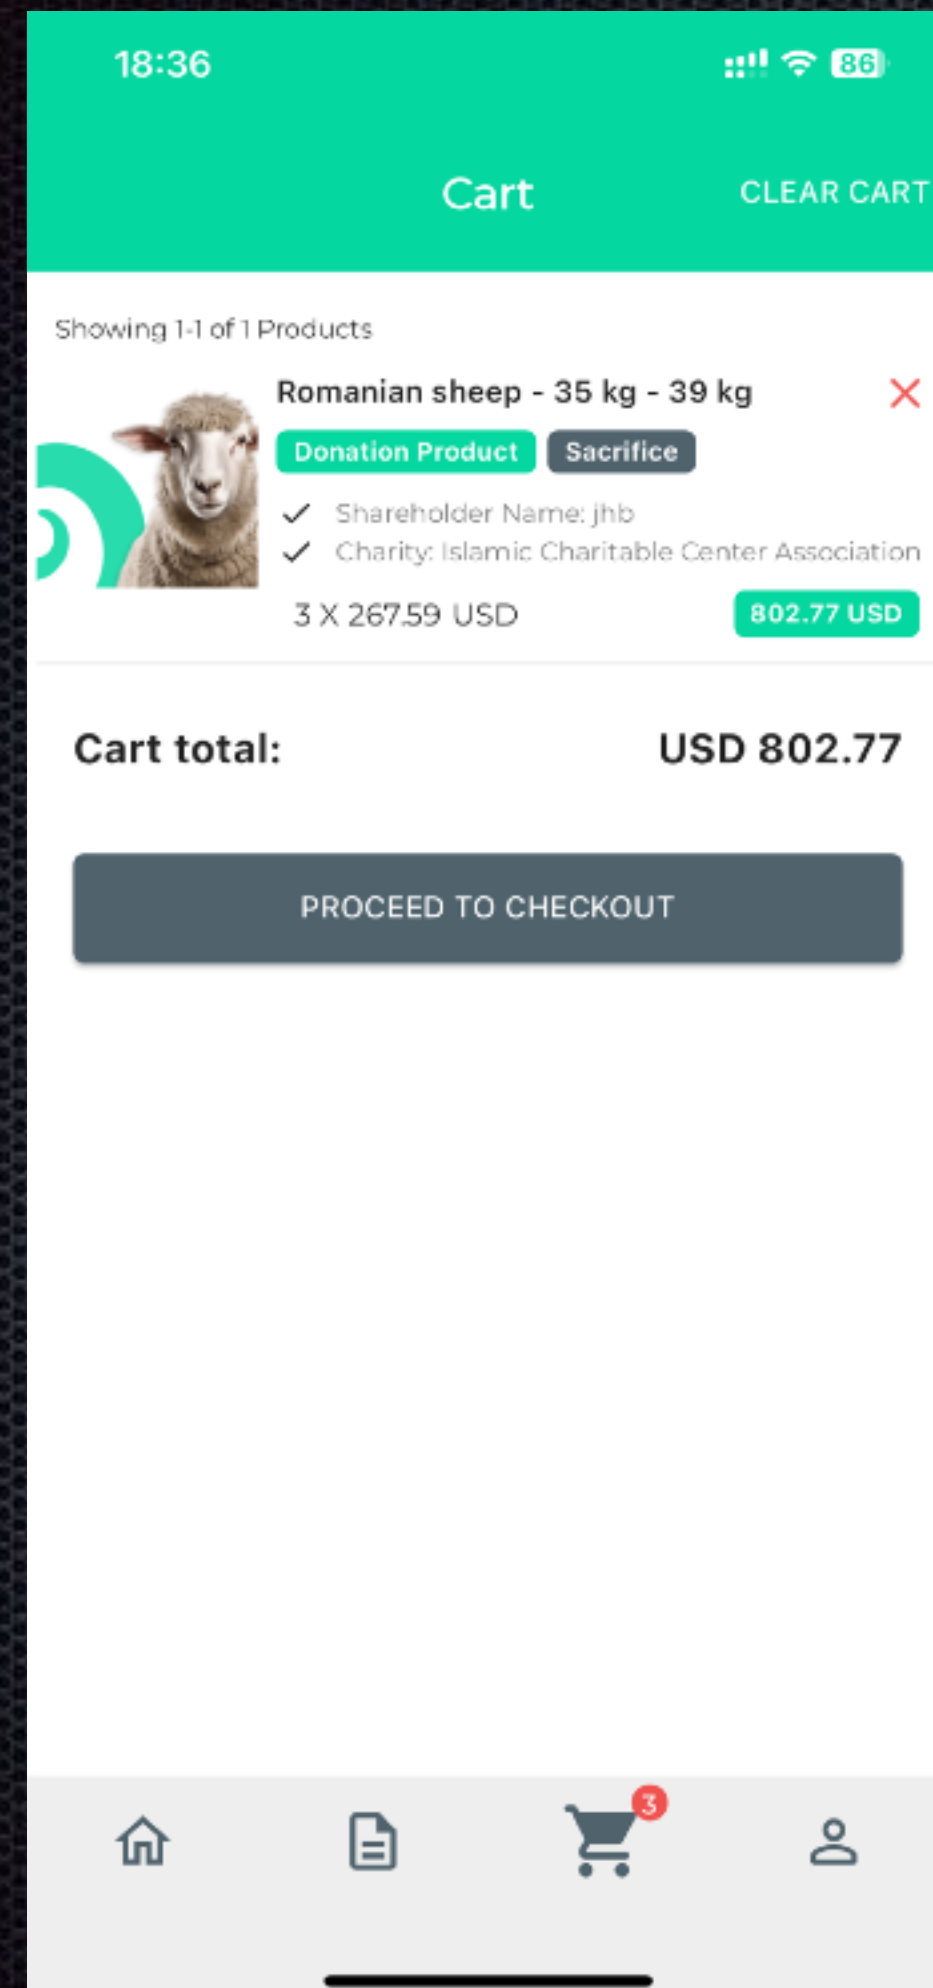 18:36
86
Cart
CLEAR CART
Showing 1-1 of 1 Products
Romanian sheep - 35 kg - 39 kg
Donation Product
Sacrifice
Shareholder Name: jhb
Charity: Islamic Charitable Center Association
3 X 267.59 USD
802.77 USD
Cart total:
USD 802.77
PROCEED TO CHECKOUT
3